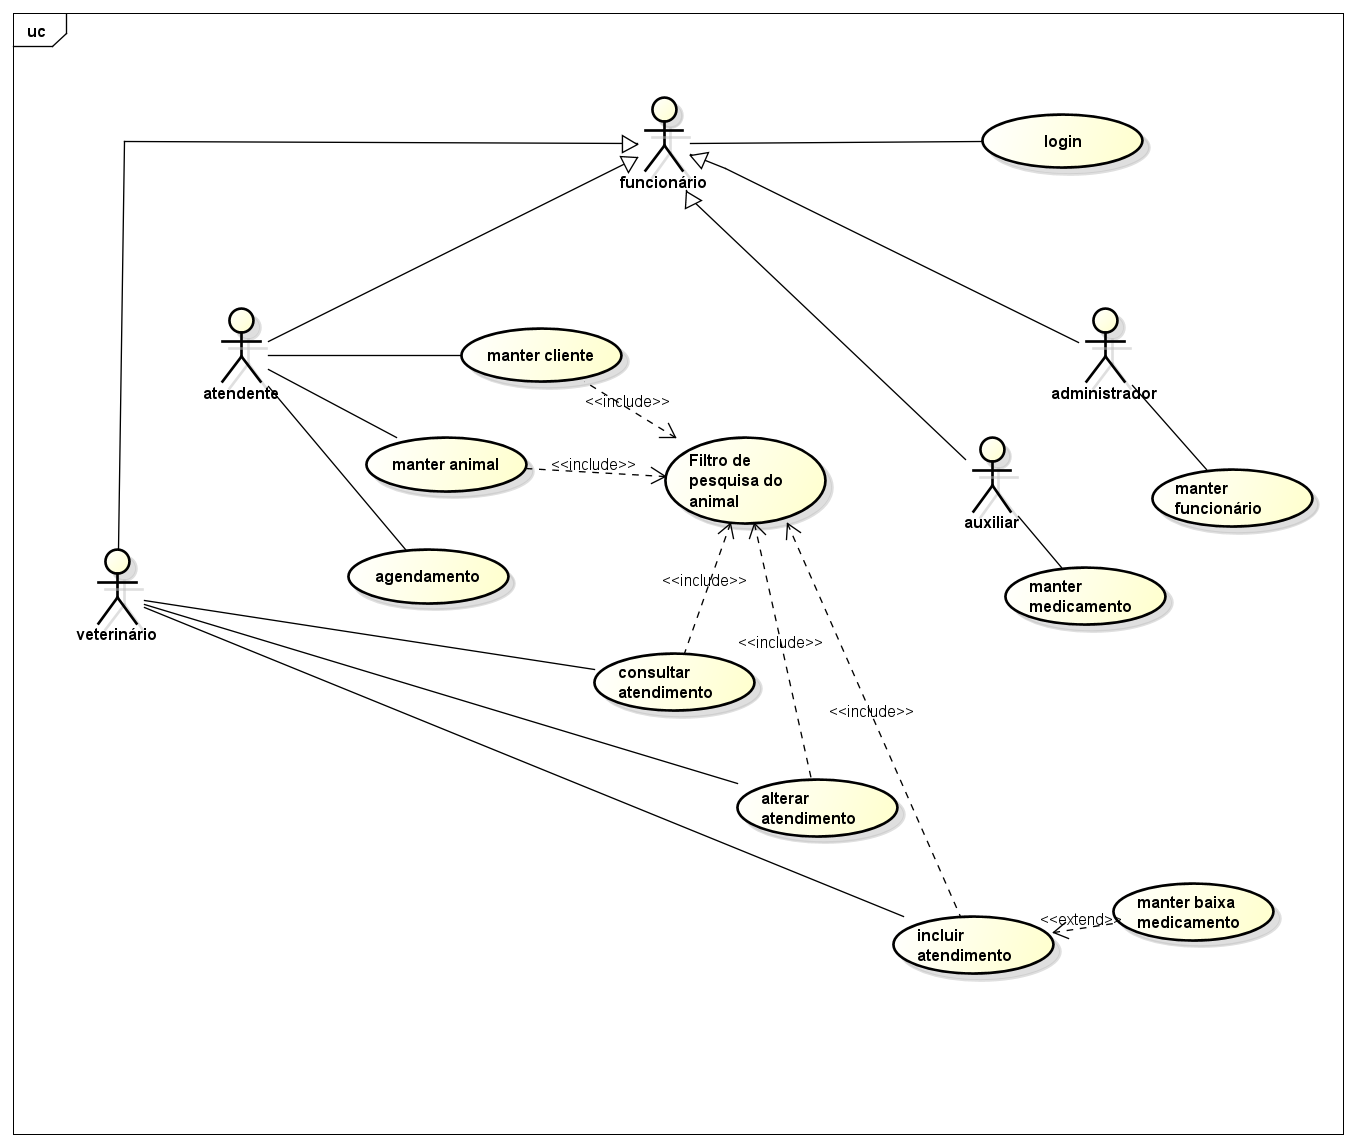 uc
login
funcionário
atendente
manter cliente
administrador
<<include>>
manter animal
<<include>>
Filtro de
pesquisa do
animal
auxiliar
manter
funcionário
agendamento
manter
medicamento
veterinário
<<include>>
<<include>>
consultar
atendimento
<<include>>
alterar
atendimento
manter baixa
medicamento
<<extend>>
incluir
atendimento